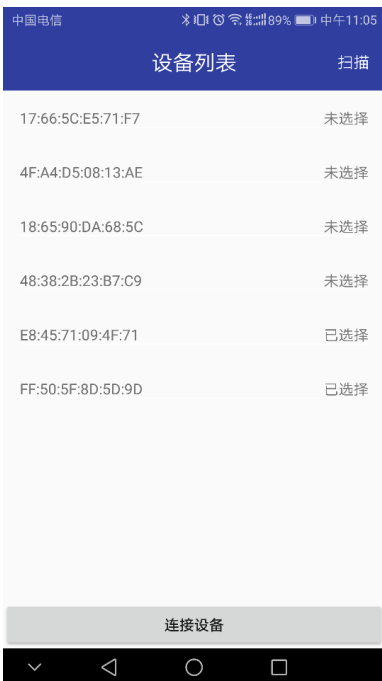 中国电信 89% 中午11:05
设备列表 扫描
17:66:5C:E5:71:F7 未选择
4F:A4:D5:08:13:AE 未选择
18:65:90:DA:68:5C 未选择
48:38:2B:23:B7:C9 未选择
E8:45:71:09:4F:71 已选择
FF:50:5F:8D:5D:9D 已选择
连接设备